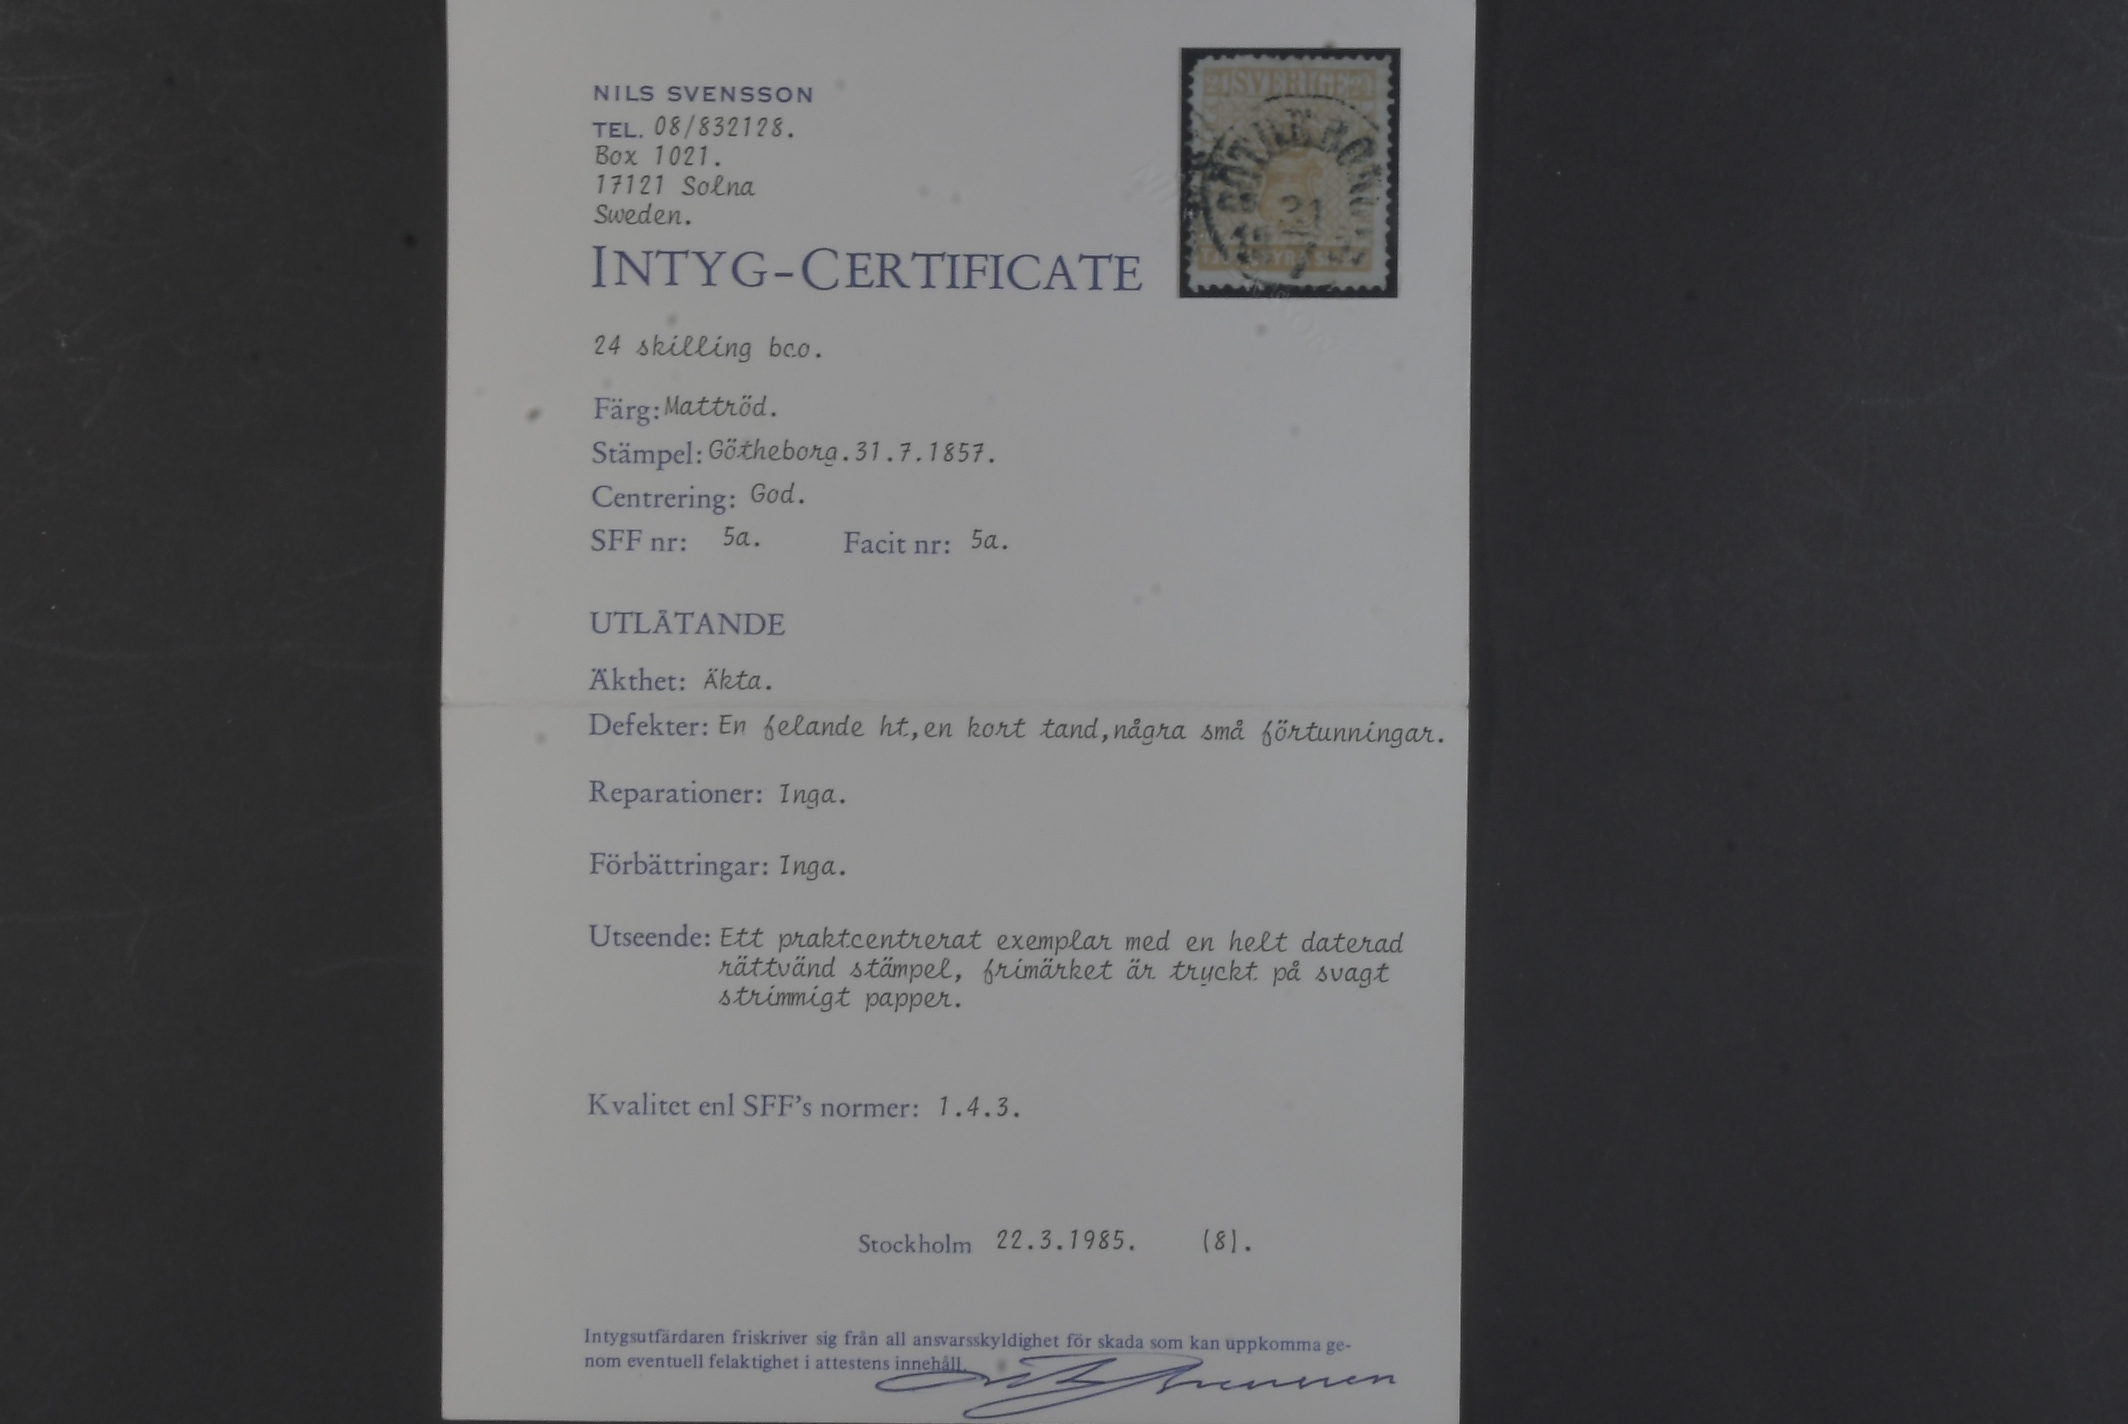 NILS SVENSSON
TEL. 08/832128.
Box 1021.
17121 Solna
Sweden.
SVERIGE
GÖTHEBORG
INTYG-CERTIFICATE
24 skilling bco.
Färg: Mattröd.
Stämpel: Götheborg.31.7.1857.
Centrering: God.
SFF nr: 5a. Facit nr: 5a.
UTLÅTANDE
Äkthet: Äkta.
Defekter: En felande ht,en kort tand,några små förtunningar.
Reparationer: Inga.
Förbättringar: Inga.
Utseende: Ett praktcentrerat exemplar med en helt daterad
rättvänd stämpel, frimärket är tryckt på svagt
strimmigt papper.
Kvalitet enl SFF's normer: 1.4.3.
Stockholm 22.3.1985. (8).
Intygsutfärdaren friskriver sig från all ansvarsskyldighet för skada som kan uppkomma ge-
nom eventuell felaktighet i attestens innehåll.